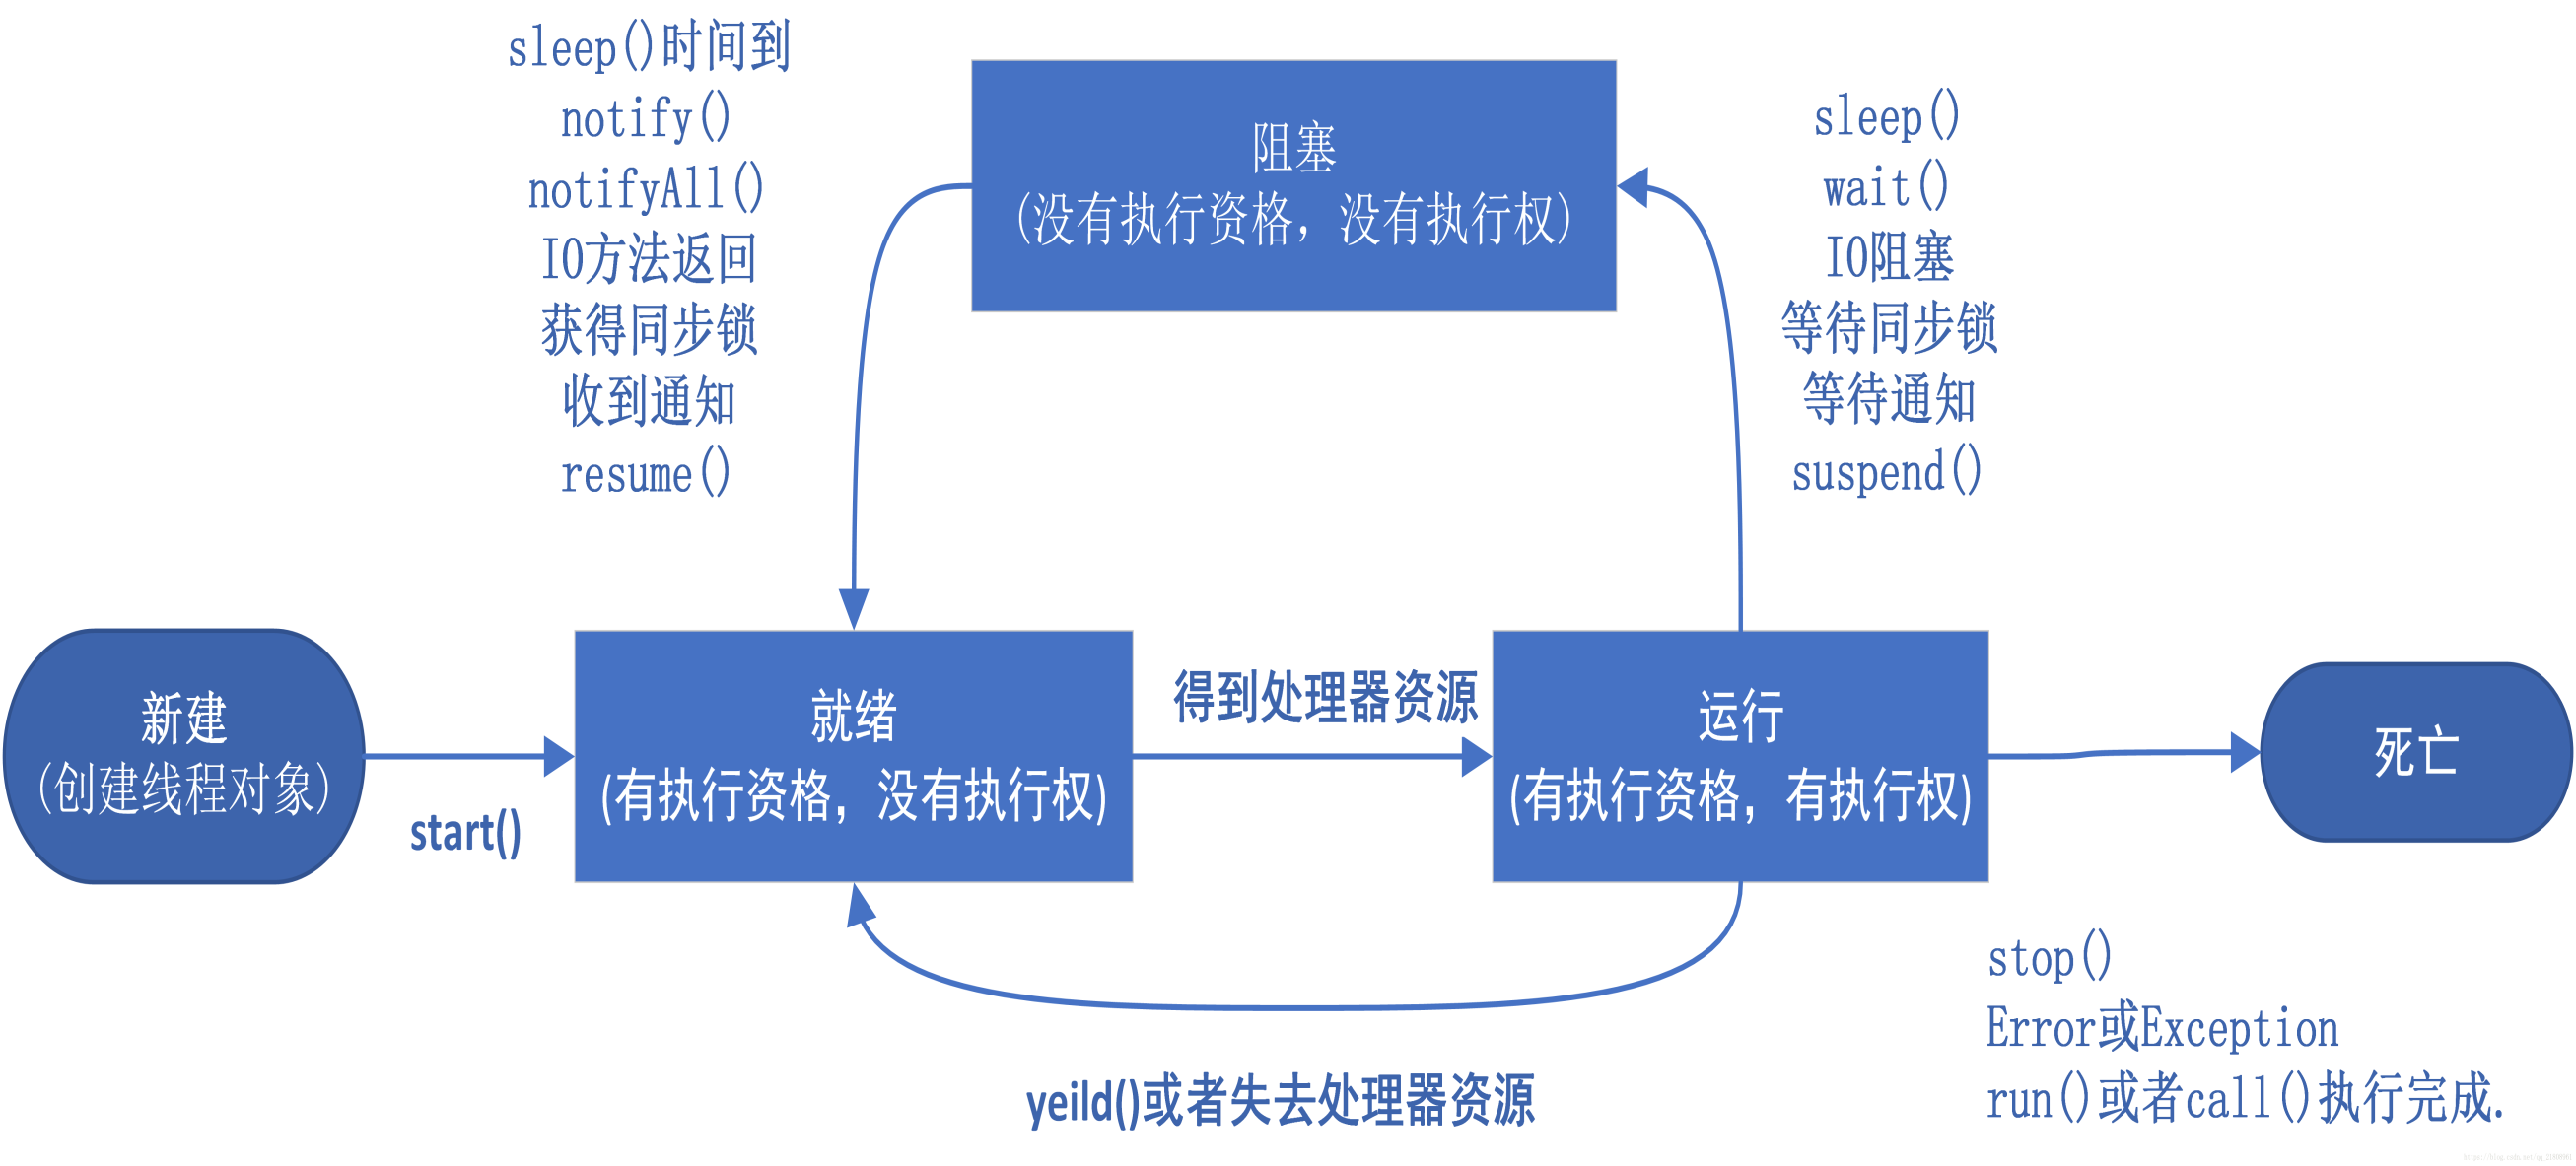 sleep()时间到
notify()
notifyAll()
IO方法返回
获得同步锁
收到通知
resume()
阻塞
(没有执行资格，没有执行权)
sleep()
wait()
IO阻塞
等待同步锁
等待通知
suspend()
新建
(创建线程对象)
start()
就绪
(有执行资格，没有执行权)
得到处理器资源
运行
(有执行资格，有执行权)
死亡
yeild()或者失去处理器资源
stop()
Error或Exception
run()或者call()执行完成.